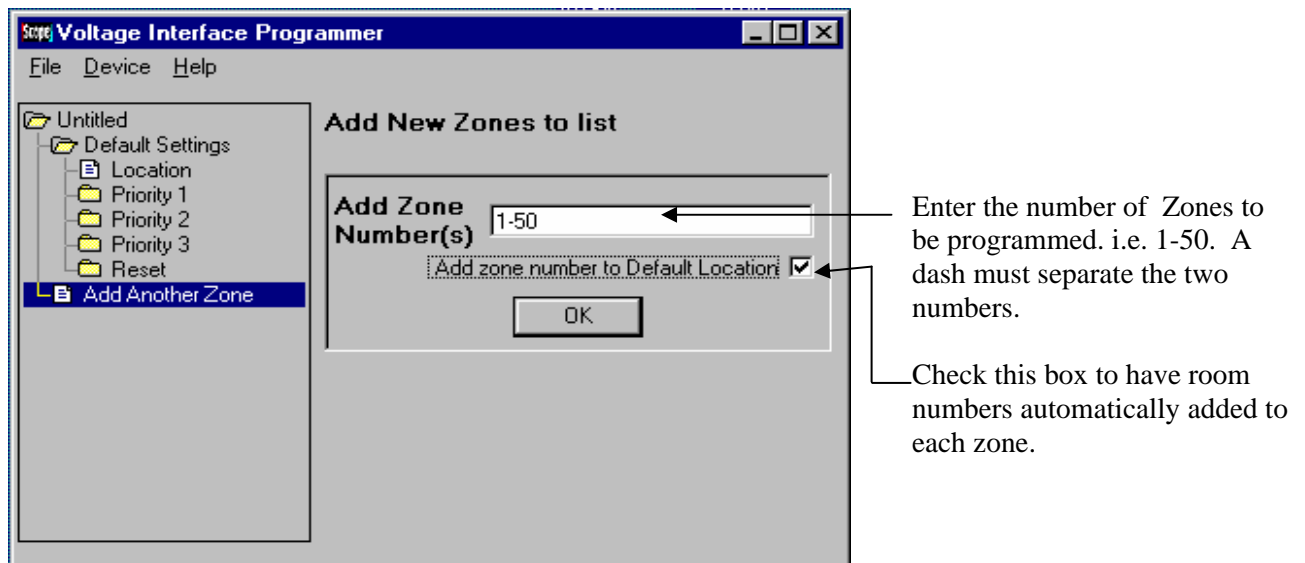 Scope Voltage Interface Programmer
File Device Help
Untitled
Default Settings
Location
Priority 1
Priority 2
Priority 3
Reset
Add Another Zone
Add New Zones to list
Add Zone
Number(s)
1-50
Add zone number to Default Location
OK
Enter the number of Zones to
be programmed. i.e. 1-50. A
dash must separate the two
numbers.
Check this box to have room
numbers automatically added to
each zone.